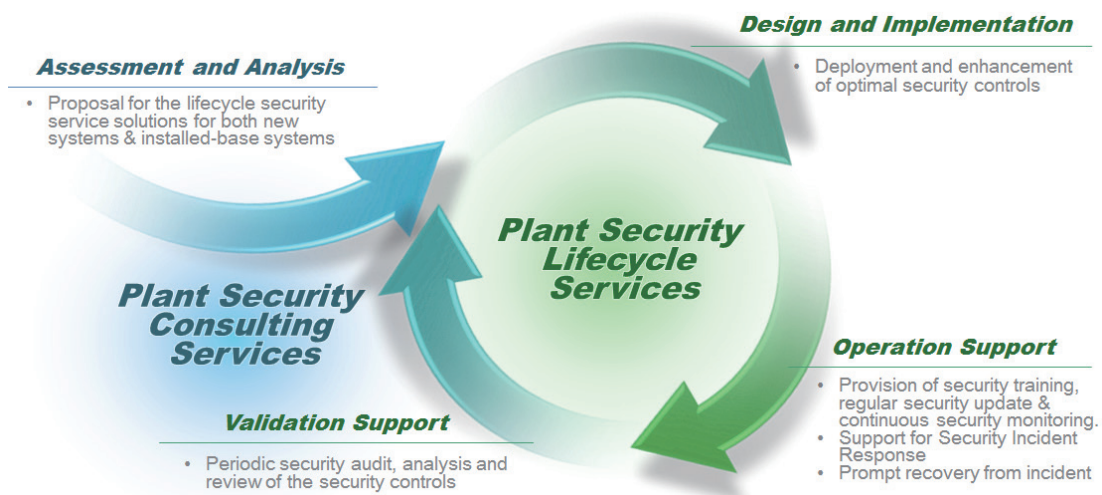 Assessment and Analysis
• Proposal for the lifecycle security
service solutions for both new
systems & installed-base systems
Design and Implementation
• Deployment and enhancement
of optimal security controls
Plant Security
Lifecycle
Services
Plant Security
Consulting
Services
Operation Support
• Provision of security training,
regular security update &
continuous security monitoring.
• Support for Security Incident
Response
• Prompt recovery from incident
Validation Support
• Periodic security audit, analysis and
review of the security controls